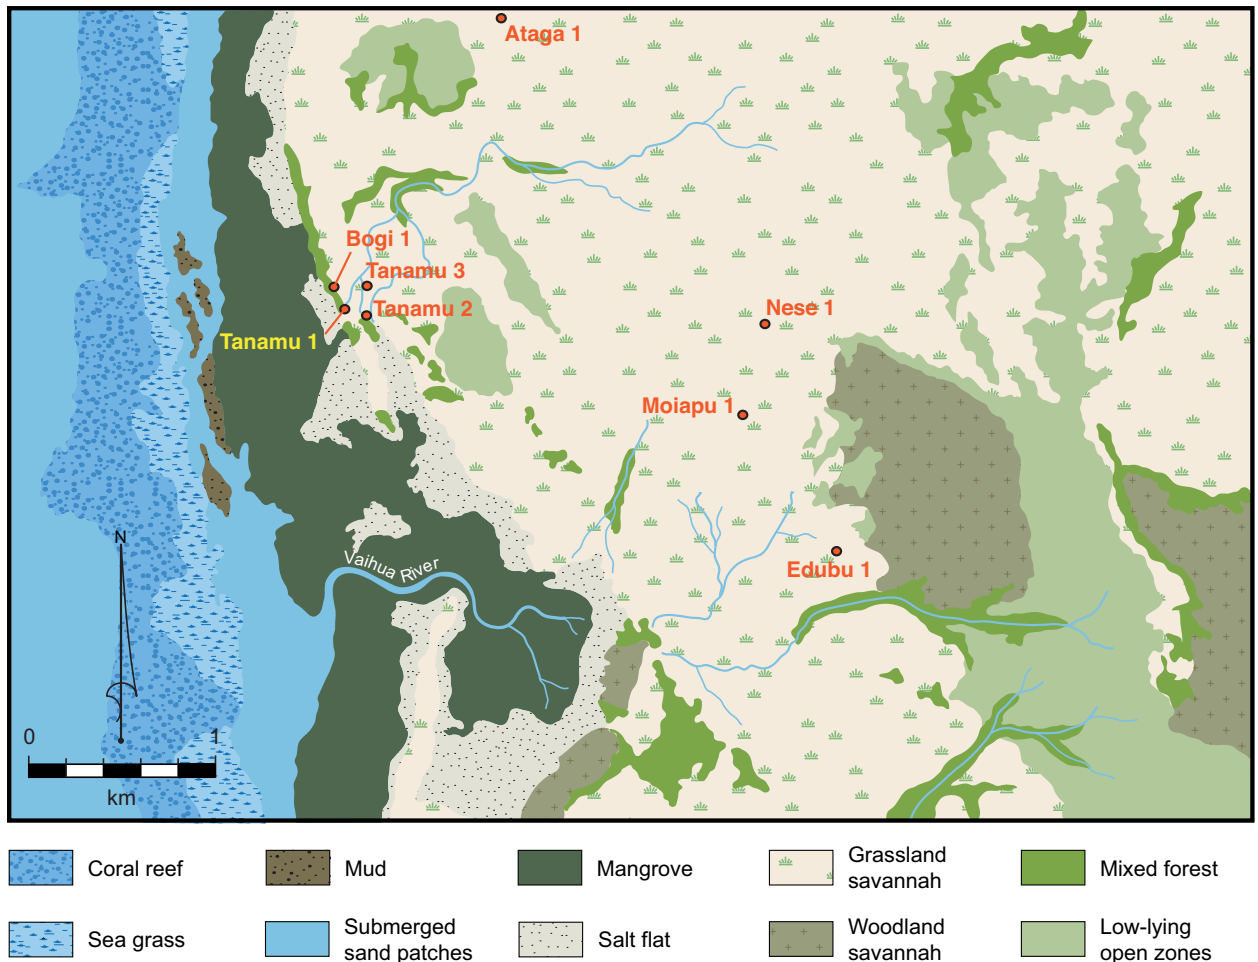 Ataga 1
Bogi 1
Tanamu 3
Tanamu 2
Nese 1
Tanamu 1
Moiapu 1
N
Vaihua River
Edubu 1
0
1
km
Coral reef
Mud
Mangrove
Grassland
savannah
Mixed forest
Sea grass
Submerged
sand patches
Salt flat
Woodland
savannah
Low-lying
open zones